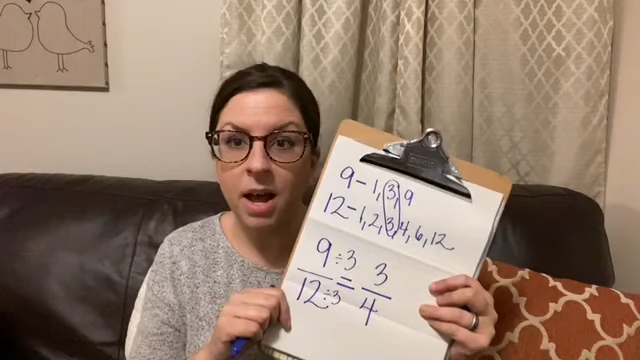 9-1,3,9
12-1,2,3,4,6,12
9÷3 = 3
12÷3 4